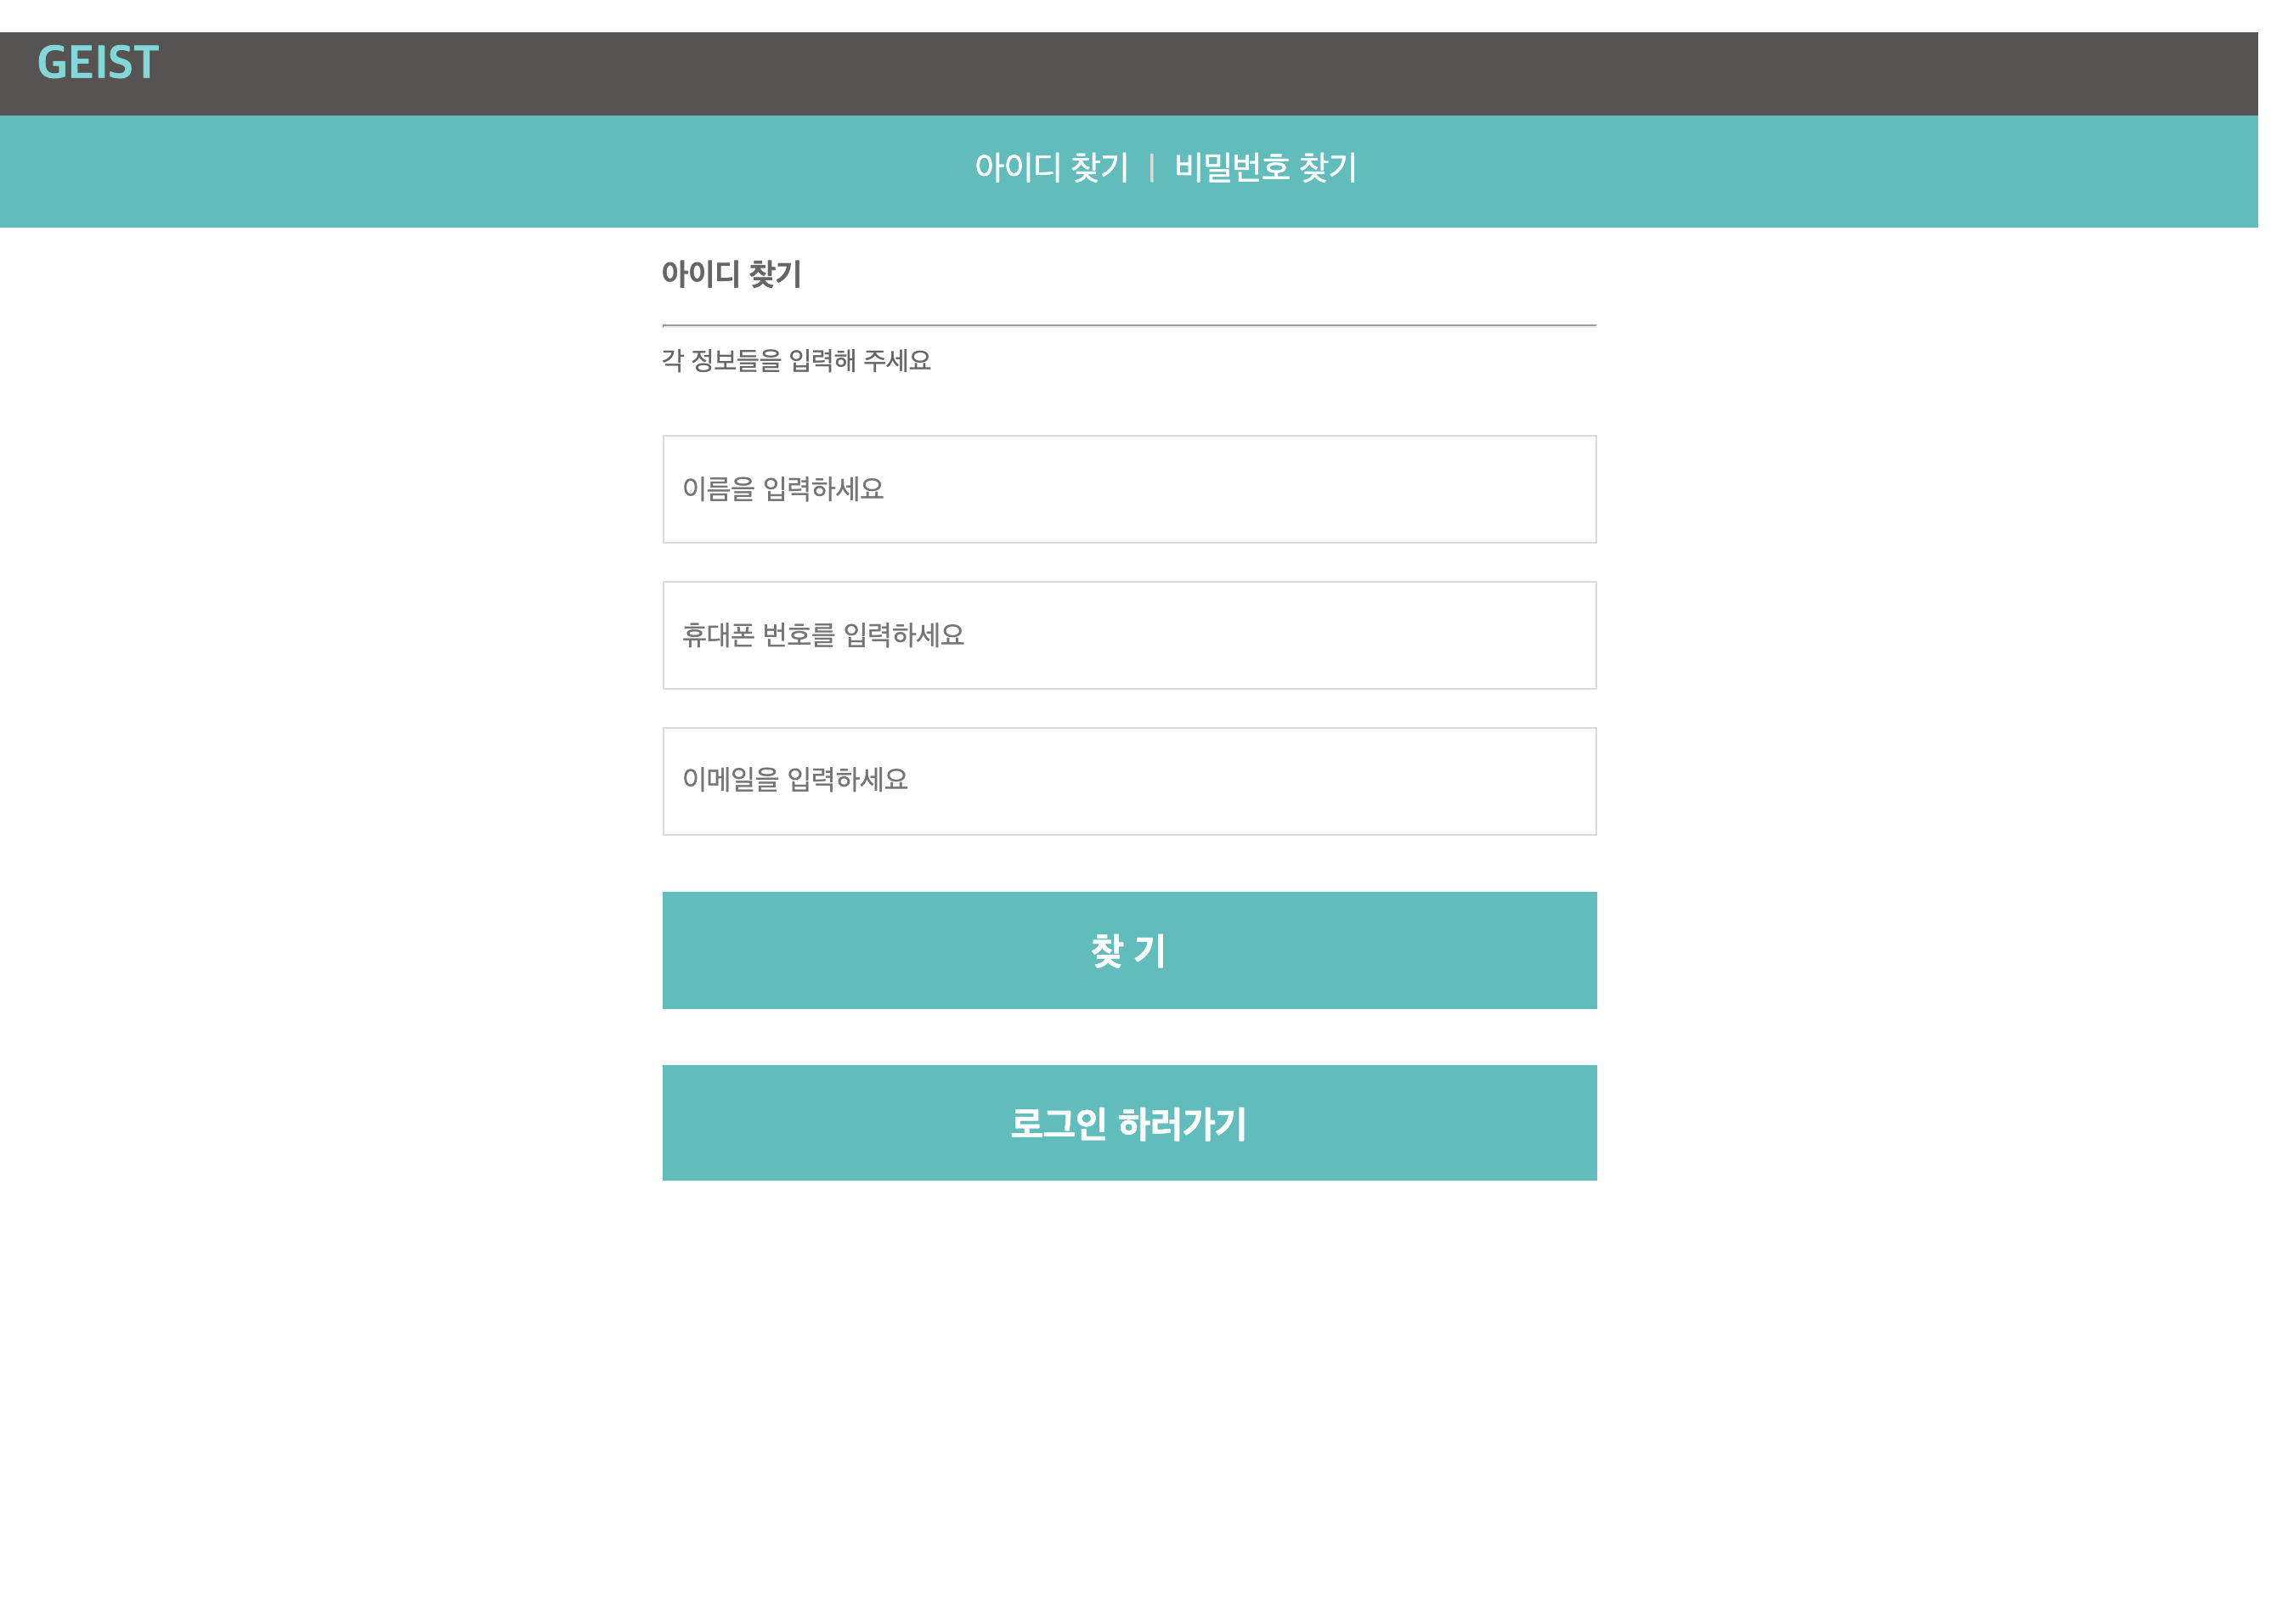 GEIST
아이디 찾기 | 비밀번호 찾기
아이디 찾기
각 정보들을 입력해 주세요
이름을 입력하세요
휴대폰 번호를 입력하세요
이메일을 입력하세요
찾 기
로그인 하러가기